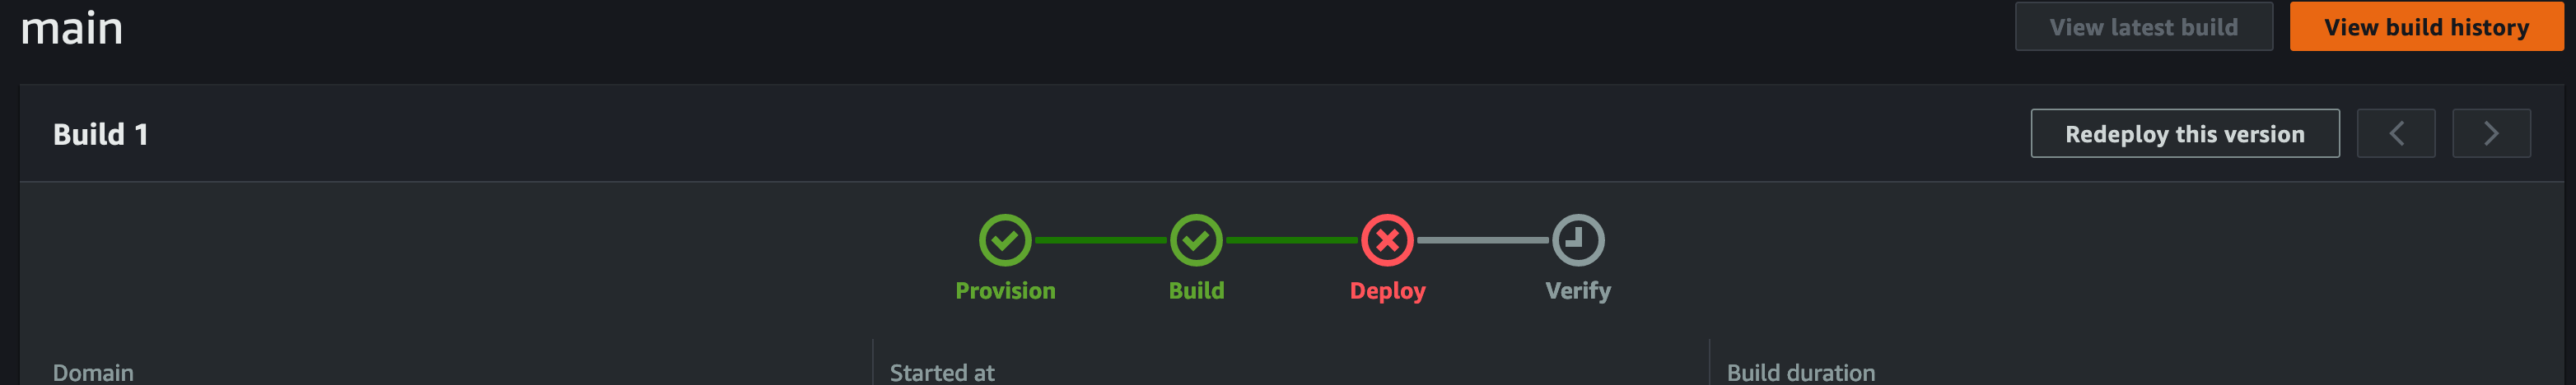 main
View latest build
View build history
Build 1
Redeploy this version
Provision
Build
Deploy
Verify
Domain
Started at
Build duration